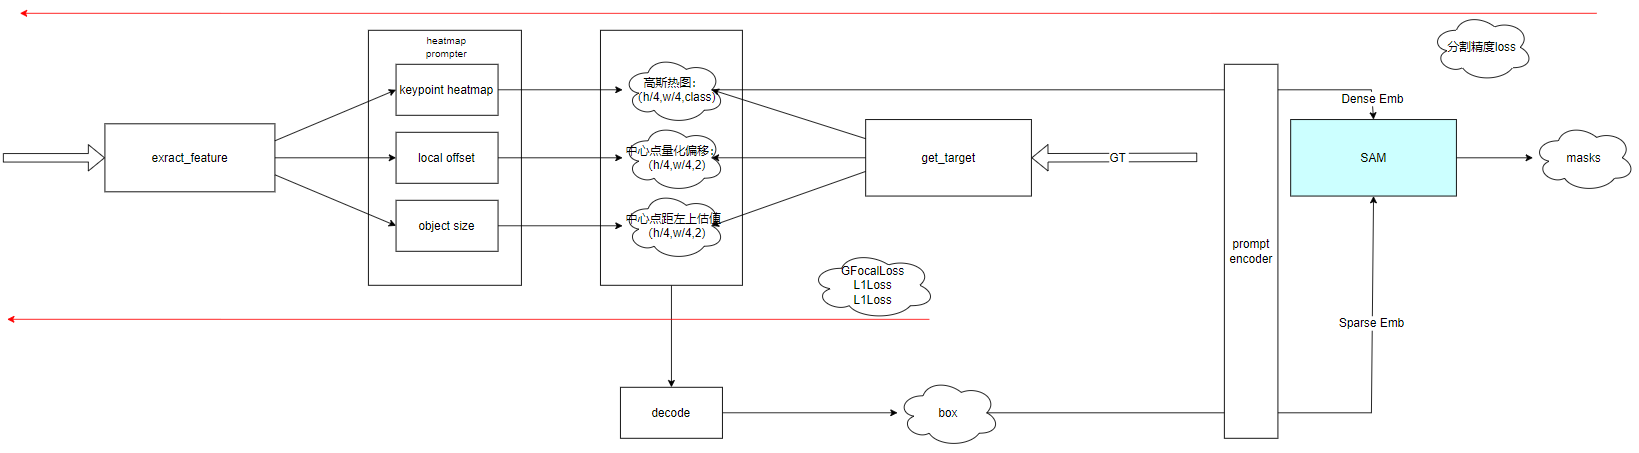 heatmap
prompter
分割精度loss
keypoint heatmap
高斯热图：
(h/4,w/4,class)
Dense Emb
exract_feature
local offset
中心点量化偏移：
(h/4,w/4,2)
get_target
GT
SAM
masks
object size
中心点距左上估值
(h/4,w/4,2)
prompt
encoder
GFocalLoss
L1Loss
L1Loss
Sparse Emb
decode
box